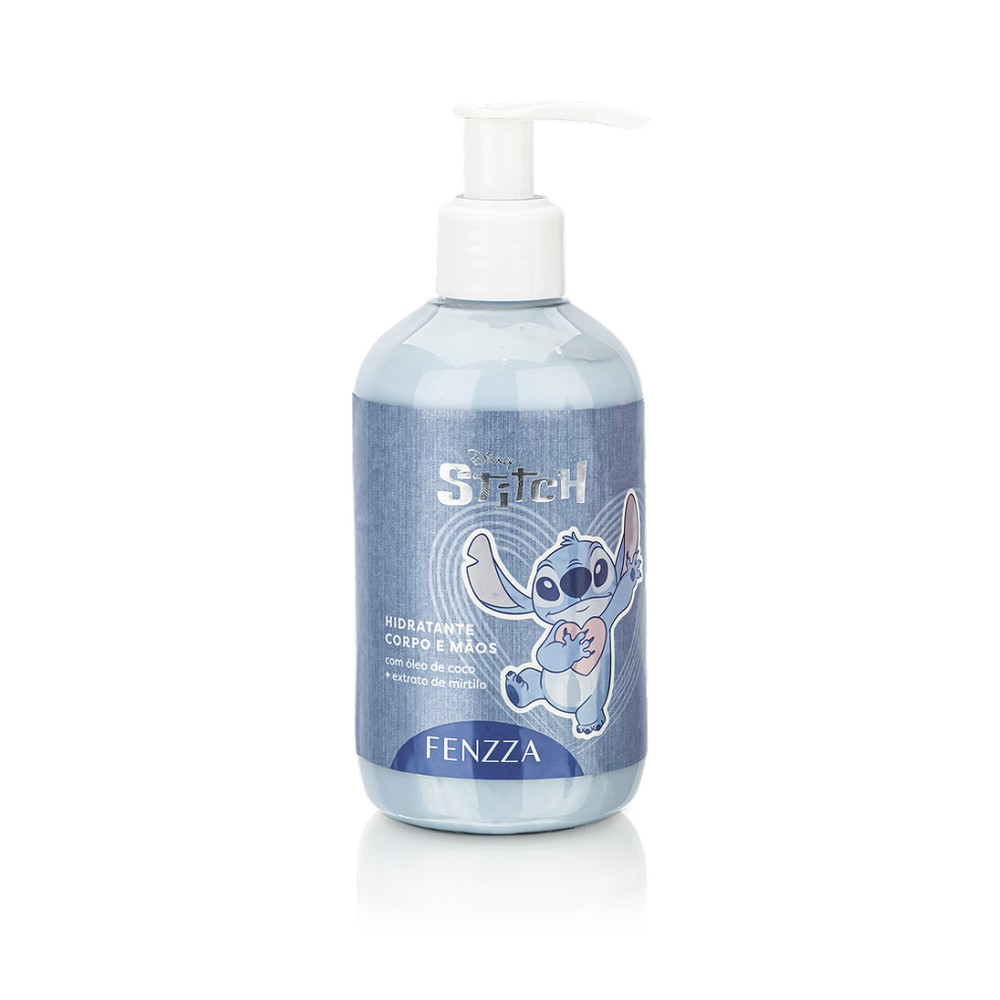 Disney
STITCH
HIDRATANTE
CORPO E MÃOS
com óleo de coco
+ extrato de mirtilo
FENZZA